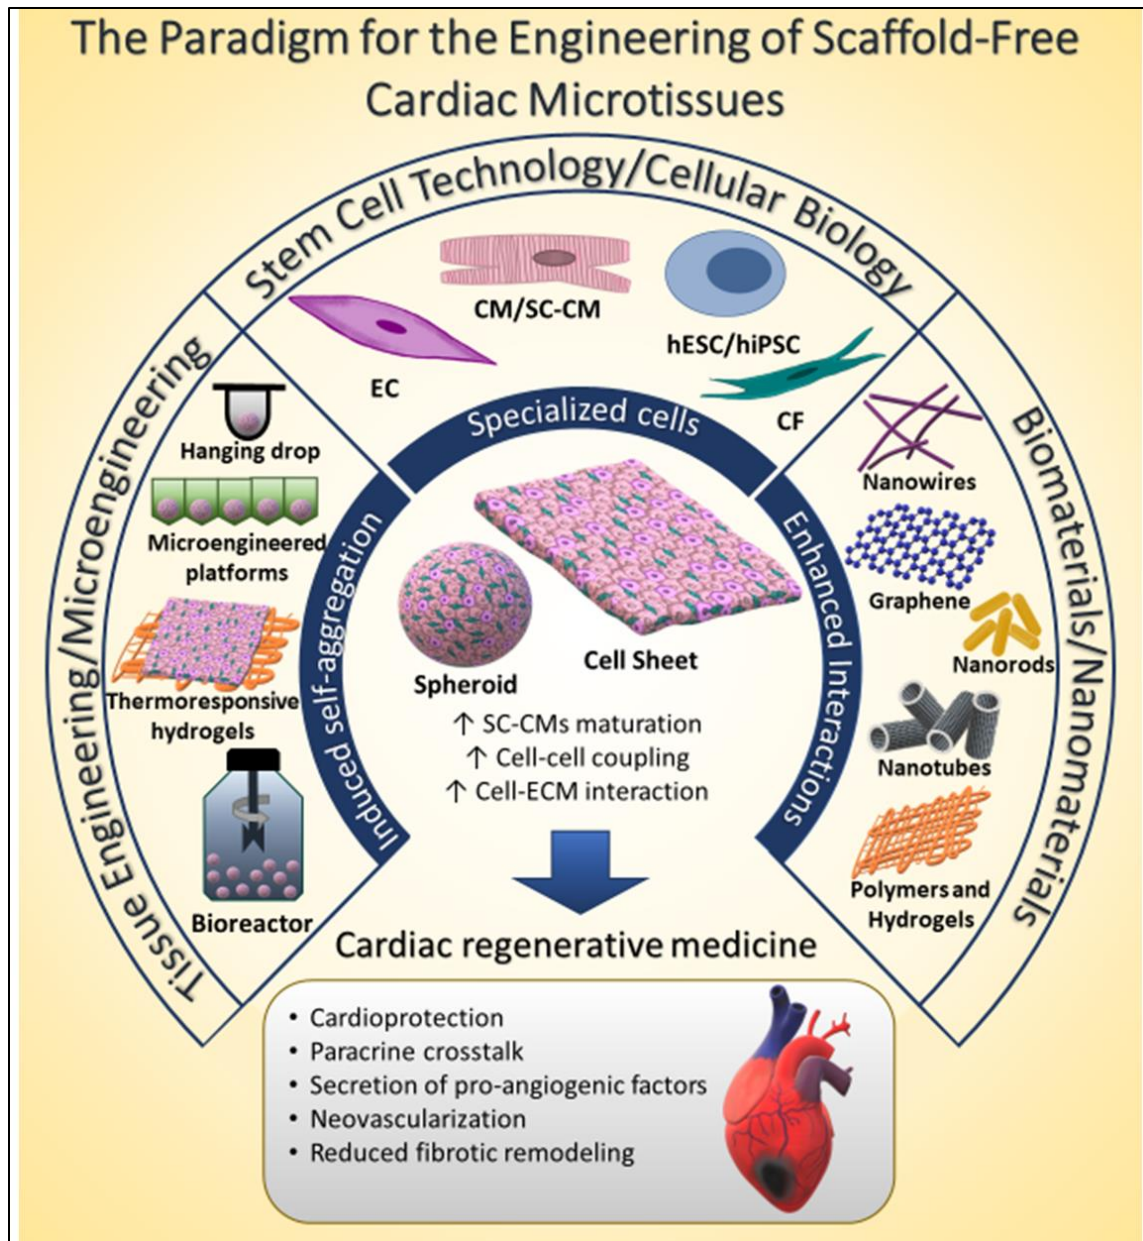 The Paradigm for the Engineering of Scaffold-Free
Cardiac Microtissues
Stem Cell Technology/Cellular Biology
CM/SC-CM
hESC/hiPSC
EC
CF
Specialized cells
Tissue Engineering/Microengineering
Hanging drop
Microengineered
platforms
Thermoresponsive
hydrogels
Bioreactor
Induced self-aggregation
Biomaterials/Nanomaterials
Nanowires
Graphene
Nanorods
Nanotubes
Polymers and
Hydrogels
Enhanced Interactions
Cell Sheet
Spheroid
↑ SC-CMs maturation
↑ Cell-cell coupling
↑ Cell-ECM interaction
Cardiac regenerative medicine
• Cardioprotection
• Paracrine crosstalk
• Secretion of pro-angiogenic factors
• Neovascularization
• Reduced fibrotic remodeling